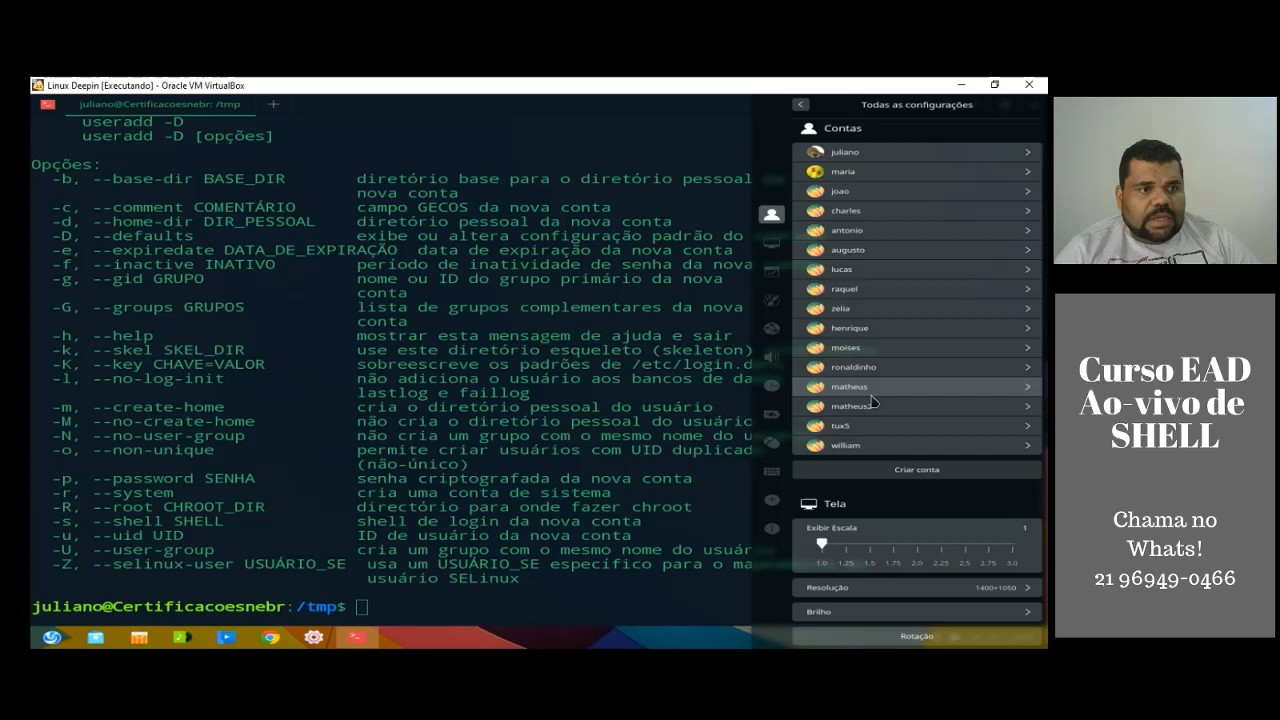 Linux Deepin [Executando] - Oracle VM VirtualBox
juliano@Certificacoesnebr: /tmp
useradd -D
useradd -D [opções]
Opções:
-b, --base-dir BASE_DIR diretório base para o diretório pessoal
nova conta
-c, --comment COMENTÁRIO campo GECOS da nova conta
-d, --home-dir DIR_PESSOAL diretório pessoal da nova conta
-D, --defaults exibe ou altera configuração padrão do
-e, --expiredate DATA_DE_EXPIRAÇÃO data de expiração da nova conta
-f, --inactive INATIVO período de inatividade de senha da nova
-g, --gid GRUPO nome ou ID do grupo primário da nova
conta
-G, --groups GRUPOS lista de grupos complementares da nova
conta
-h, --help mostrar esta mensagem de ajuda e sair
-k, --skel SKEL_DIR use este diretório esqueleto (skeleton)
-K, --key CHAVE=VALOR sobreescreve os padrões de /etc/login.d
-l, --no-log-init não adiciona o usuário aos bancos de da
lastlog e faillog
-m, --create-home cria o diretório pessoal do usuário
-M, --no-create-home não cria o diretório pessoal do usuário
-N, --no-user-group não cria um grupo com o mesmo nome do u
-o, --non-unique permite criar usuários com UID duplicad
(não-único)
-p, --password SENHA senha criptografada da nova conta
-r, --system cria uma conta de sistema
-R, --root CHROOT_DIR directório para onde fazer chroot
-s, --shell SHELL shell de login da nova conta
-u, --uid UID ID de usuário da nova conta
-U, --user-group cria um grupo com o mesmo nome do usuár
-Z, --selinux-user USUÁRIO_SE usa um USUÁRIO_SE específico para o ma
usuário SELinux
juliano@Certificacoesnebr:/tmp$
Todas as configurações
Contas
juliano
maria
joao
charles
antonio
augusto
lucas
raquel
zelia
henrique
moises
ronaldinho
matheus
tux5
william
Criar conta
Tela
Exibir Escala 1
1.0 1.25 1.5 1.75 2.0 2.25 2.5 2.75 3.0
Resolução 1400×1050
Brilho
Rotação
Curso EAD
Ao-vivo de
SHELL
Chama no
Whats!
21 96949-0466